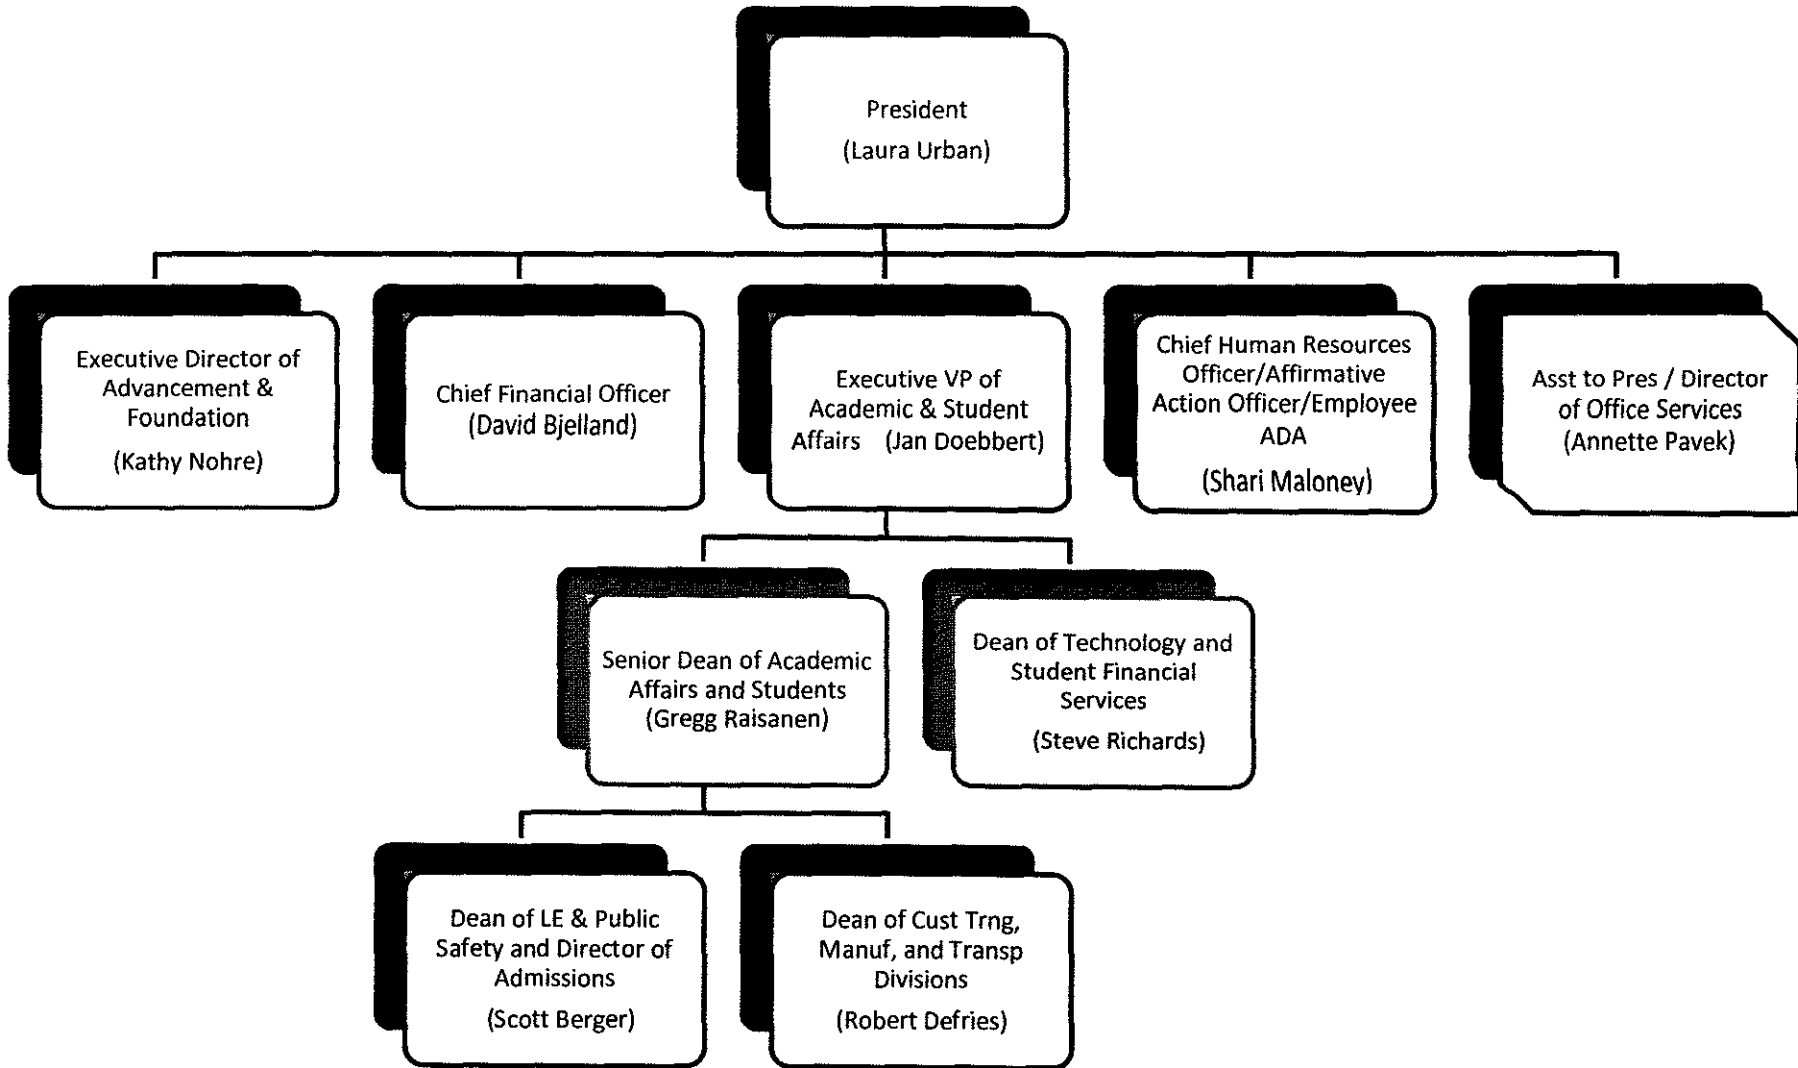 President
(Laura Urban)
Executive Director of
Advancement &
Foundation
(Kathy Nohre)
Chief Financial Officer
(David Bjelland)
Executive VP of
Academic & Student
Affairs (Jan Doebbert)
Chief Human Resources
Officer/Affirmative
Action Officer/Employee
ADA
(Shari Maloney)
Asst to Pres / Director
of Office Services
(Annette Pavek)
Senior Dean of Academic
Affairs and Students
(Gregg Raisanen)
Dean of Technology and
Student Financial
Services
(Steve Richards)
Dean of LE & Public
Safety and Director of
Admissions
(Scott Berger)
Dean of Cust Trng,
Manuf, and Transp
Divisions
(Robert Defries)